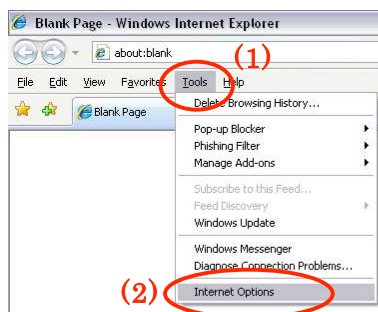 Blank Page - Windows Internet Explorer
about:blank
(1)
File Edit View Favorites Tools Help
Blank Page
Delete Browsing History...
Pop-up Blocker
Phishing Filter
Manage Add-ons
Subscribe to this Feed...
Feed Discovery
Windows Update
Windows Messenger
Diagnose Connection Problems...
(2)
Internet Options